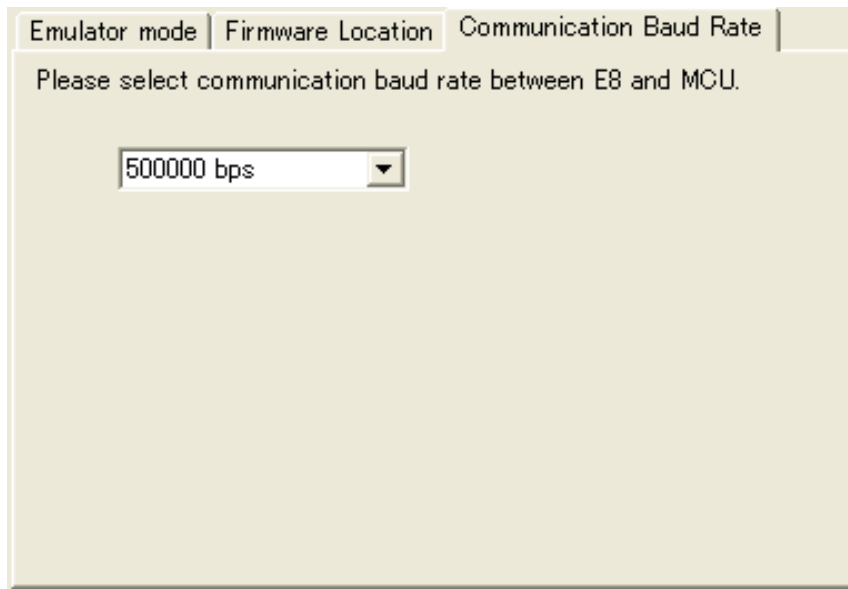 Emulator mode Firmware Location Communication Baud Rate
Please select communication baud rate between E8 and MCU.
500000 bps